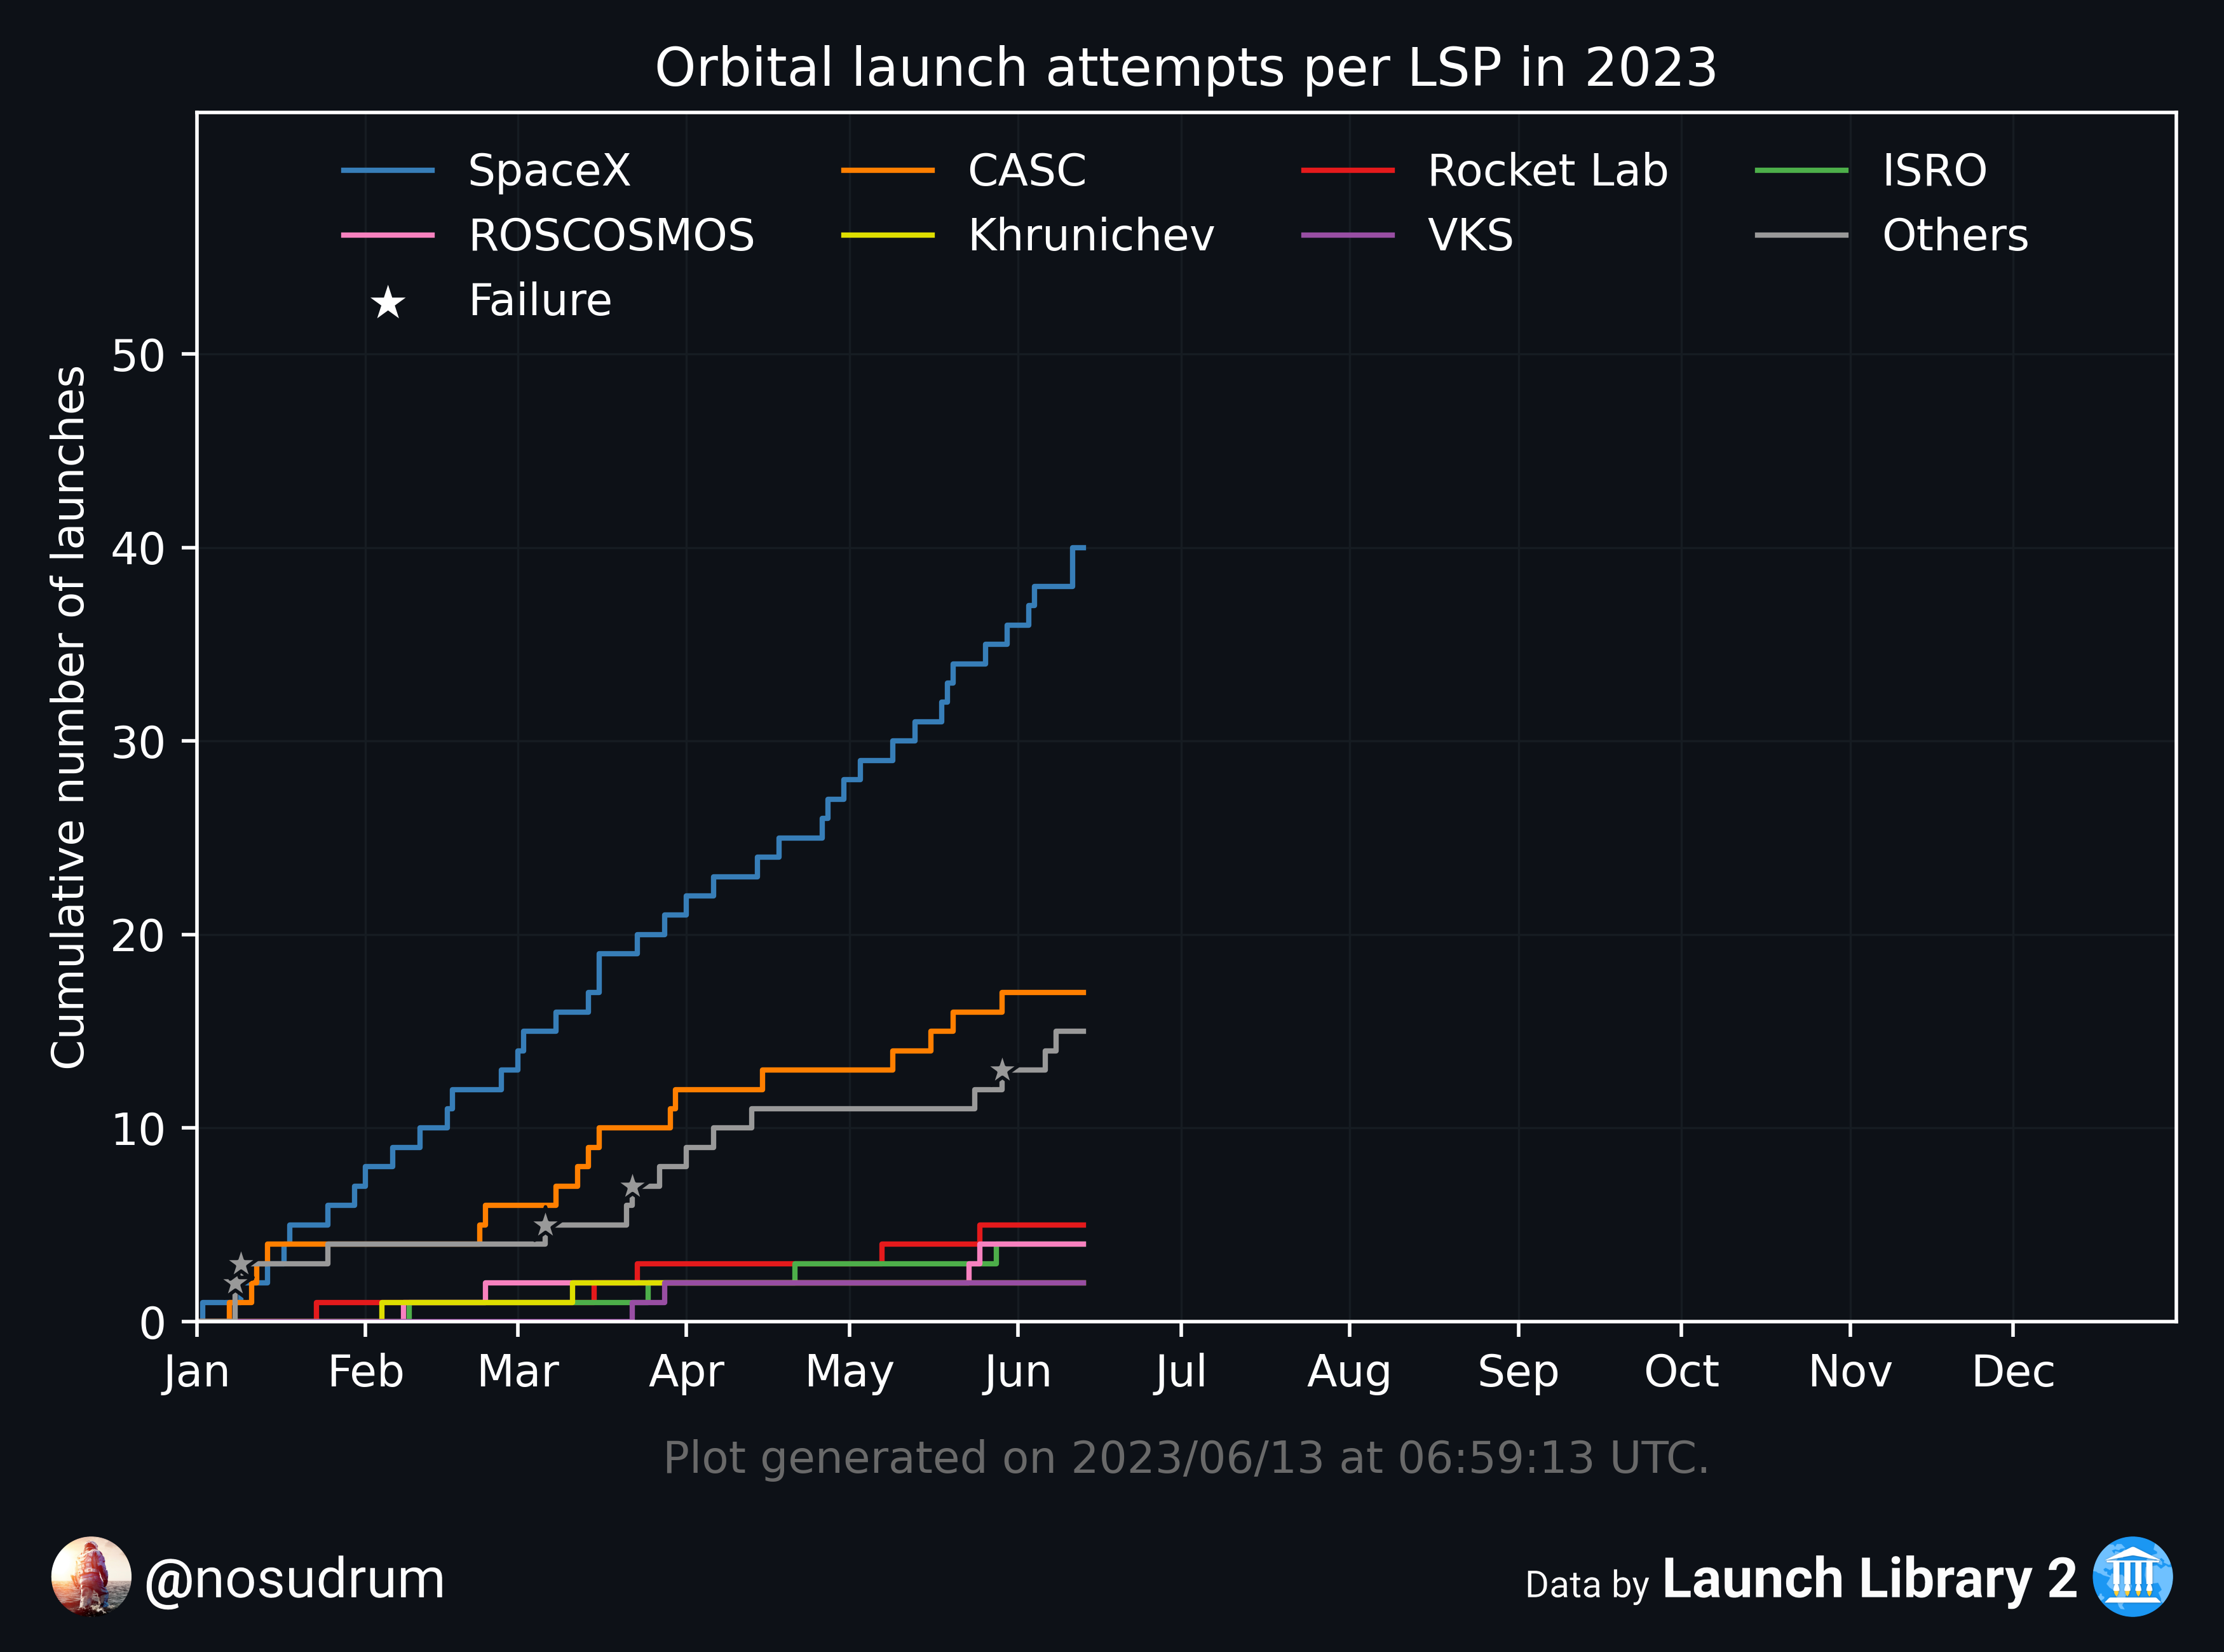 Orbital launch attempts per LSP in 2023
SpaceX CASC Rocket Lab ISRO
ROSCOSMOS Khrunichev VKS Others
Failure
Cumulative number of launches
50
40
30
20
10
0
Jan Feb Mar Apr May Jun Jul Aug Sep Oct Nov Dec
Plot generated on 2023/06/13 at 06:59:13 UTC.
@nosudrum
Data by Launch Library 2